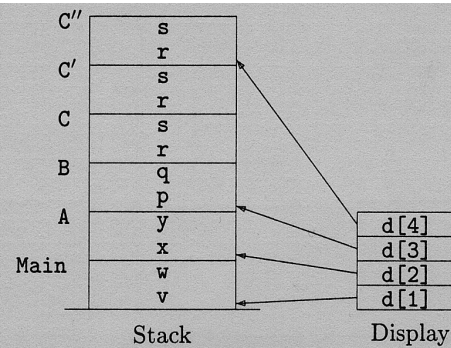 C″
s
r
C′
s
r
C
s
r
B
q
p
A
y
x
Main
w
v
d[4]
d[3]
d[2]
d[1]
Stack
Display